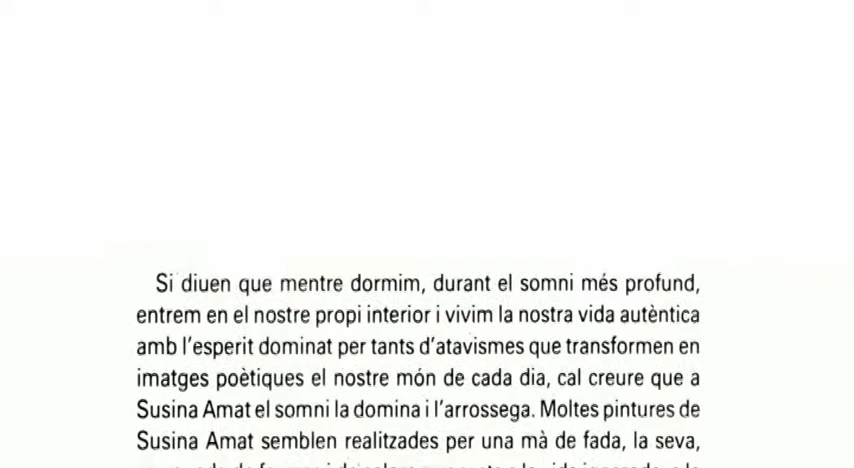 Si diuen que mentre dormim, durant el somni més profund,
entrem en el nostre propi interior i vivim la nostra vida autèntica
amb l'esperit dominat per tants d'atavismes que transformen en
imatges poètiques el nostre món de cada dia, cal creure que a
Susina Amat el somni la domina i l'arrossega. Moltes pintures de
Susina Amat semblen realitzades per una mà de fada, la seva,